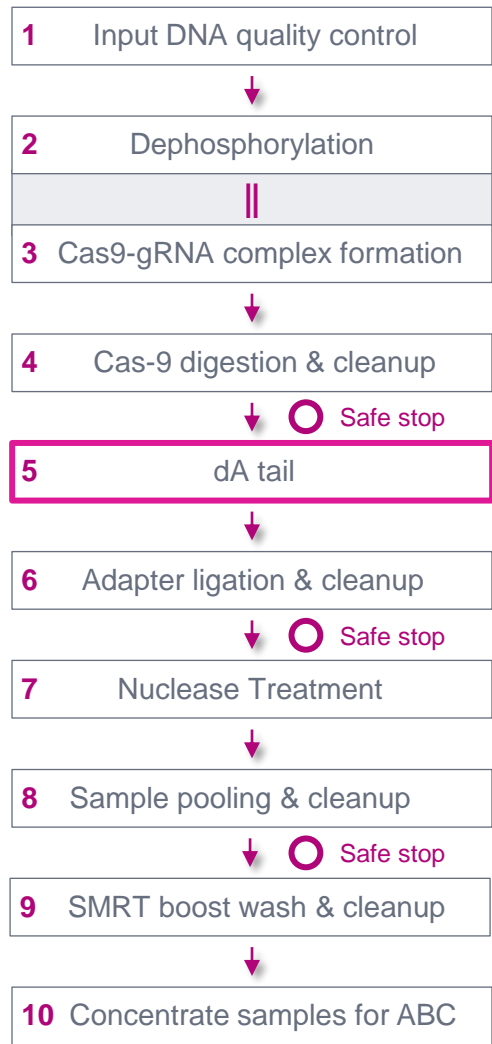 1 Input DNA quality control
2 Dephosphorylation
3 Cas9-gRNA complex formation
4 Cas-9 digestion & cleanup
Safe stop
5 dA tail
6 Adapter ligation & cleanup
Safe stop
7 Nuclease Treatment
8 Sample pooling & cleanup
Safe stop
9 SMRT boost wash & cleanup
10 Concentrate samples for ABC